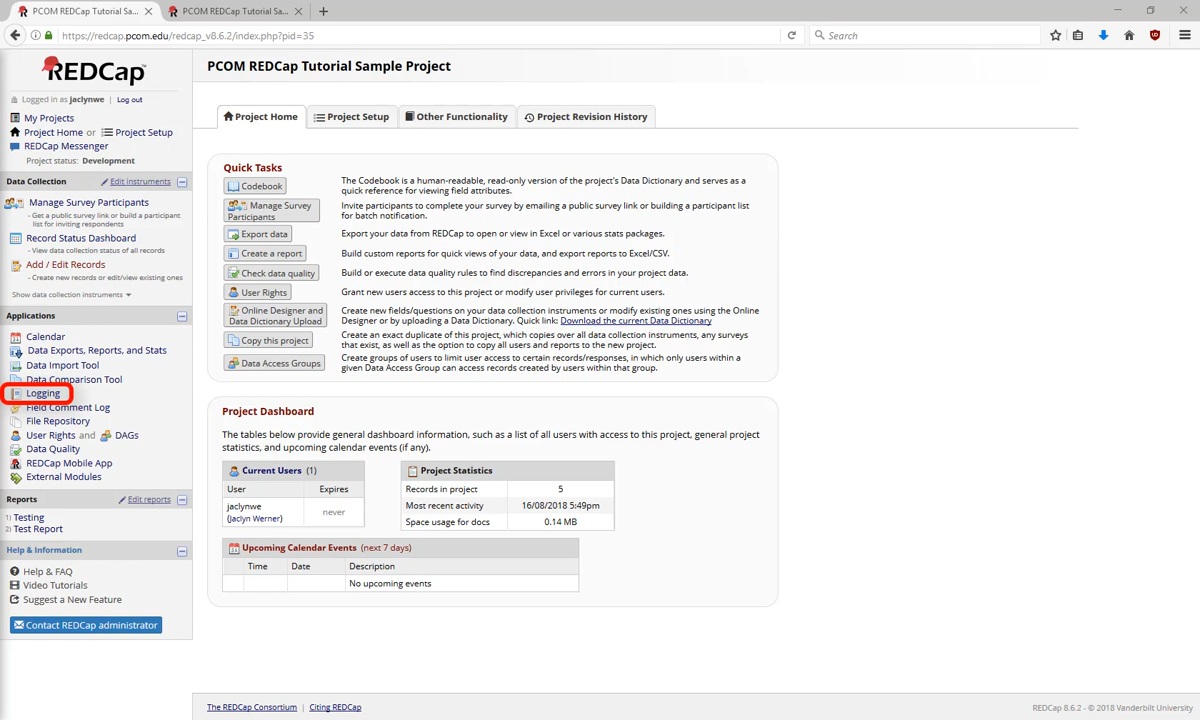 PCOM REDCap Tutorial Sa...
PCOM REDCap Tutorial Sa...
https://redcap.pcom.edu/redcap_v8.6.2/index.php?pid=35
Search
REDCap
Logged in as jaclynwe | Log out
My Projects
Project Home or Project Setup
REDCap Messenger
Project status: Development
Data Collection Edit instruments
Manage Survey Participants
- Get a public survey link or build a participant
list for inviting respondents
Record Status Dashboard
- View data collection status of all records
Add / Edit Records
- Create new records or edit/view existing ones
Show data collection instruments
Applications
Calendar
Data Exports, Reports, and Stats
Data Import Tool
Data Comparison Tool
Logging
Field Comment Log
File Repository
User Rights and DAGs
Data Quality
REDCap Mobile App
External Modules
Reports Edit reports
1) Testing
2) Test Report
Help & Information
Help & FAQ
Video Tutorials
Suggest a New Feature
Contact REDCap administrator
PCOM REDCap Tutorial Sample Project
Project Home Project Setup Other Functionality Project Revision History
Quick Tasks
Codebook
The Codebook is a human-readable, read-only version of the project's Data Dictionary and serves as a
quick reference for viewing field attributes.
Manage Survey
Participants
Invite participants to complete your survey by emailing a public survey link or building a participant list
for batch notification.
Export data
Export your data from REDCap to open or view in Excel or various stats packages.
Create a report
Build custom reports for quick views of your data, and export reports to Excel/CSV.
Check data quality
Build or execute data quality rules to find discrepancies and errors in your project data.
User Rights
Grant new users access to this project or modify user privileges for current users.
Online Designer and
Data Dictionary Upload
Create new fields/questions on your data collection instruments or modify existing ones using the Online
Designer or by uploading a Data Dictionary. Quick link: Download the current Data Dictionary
Copy this project
Create an exact duplicate of this project, which copies over all data collection instruments, any surveys
that exist, as well as the option to copy all users and reports to the new project.
Data Access Groups
Create groups of users to limit user access to certain records/responses, in which only users within a
given Data Access Group can access records created by users within that group.
Project Dashboard
The tables below provide general dashboard information, such as a list of all users with access to this project, general project
statistics, and upcoming calendar events (if any).
Current Users (1)
User Expires
jaclynwe
(Jaclyn Werner)
never
Project Statistics
Records in project 5
Most recent activity 16/08/2018 5:49pm
Space usage for docs 0.14 MB
Upcoming Calendar Events (next 7 days)
Time Date Description
No upcoming events
The REDCap Consortium | Citing REDCap
REDCap 8.6.2 - © 2018 Vanderbilt University